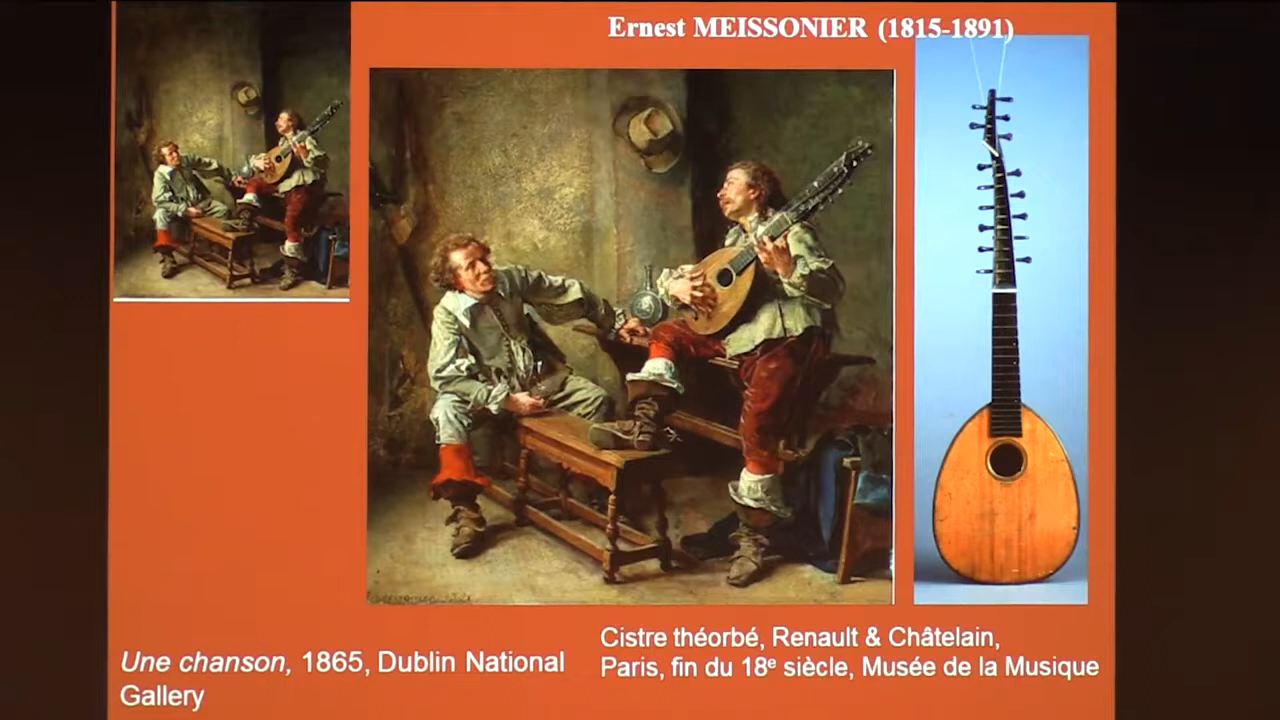 Ernest MEISSONIER (1815-1891)
Une chanson, 1865, Dublin National
Gallery
Cistre théorbé, Renault & Châtelain,
Paris, fin du 18e siècle, Musée de la Musique